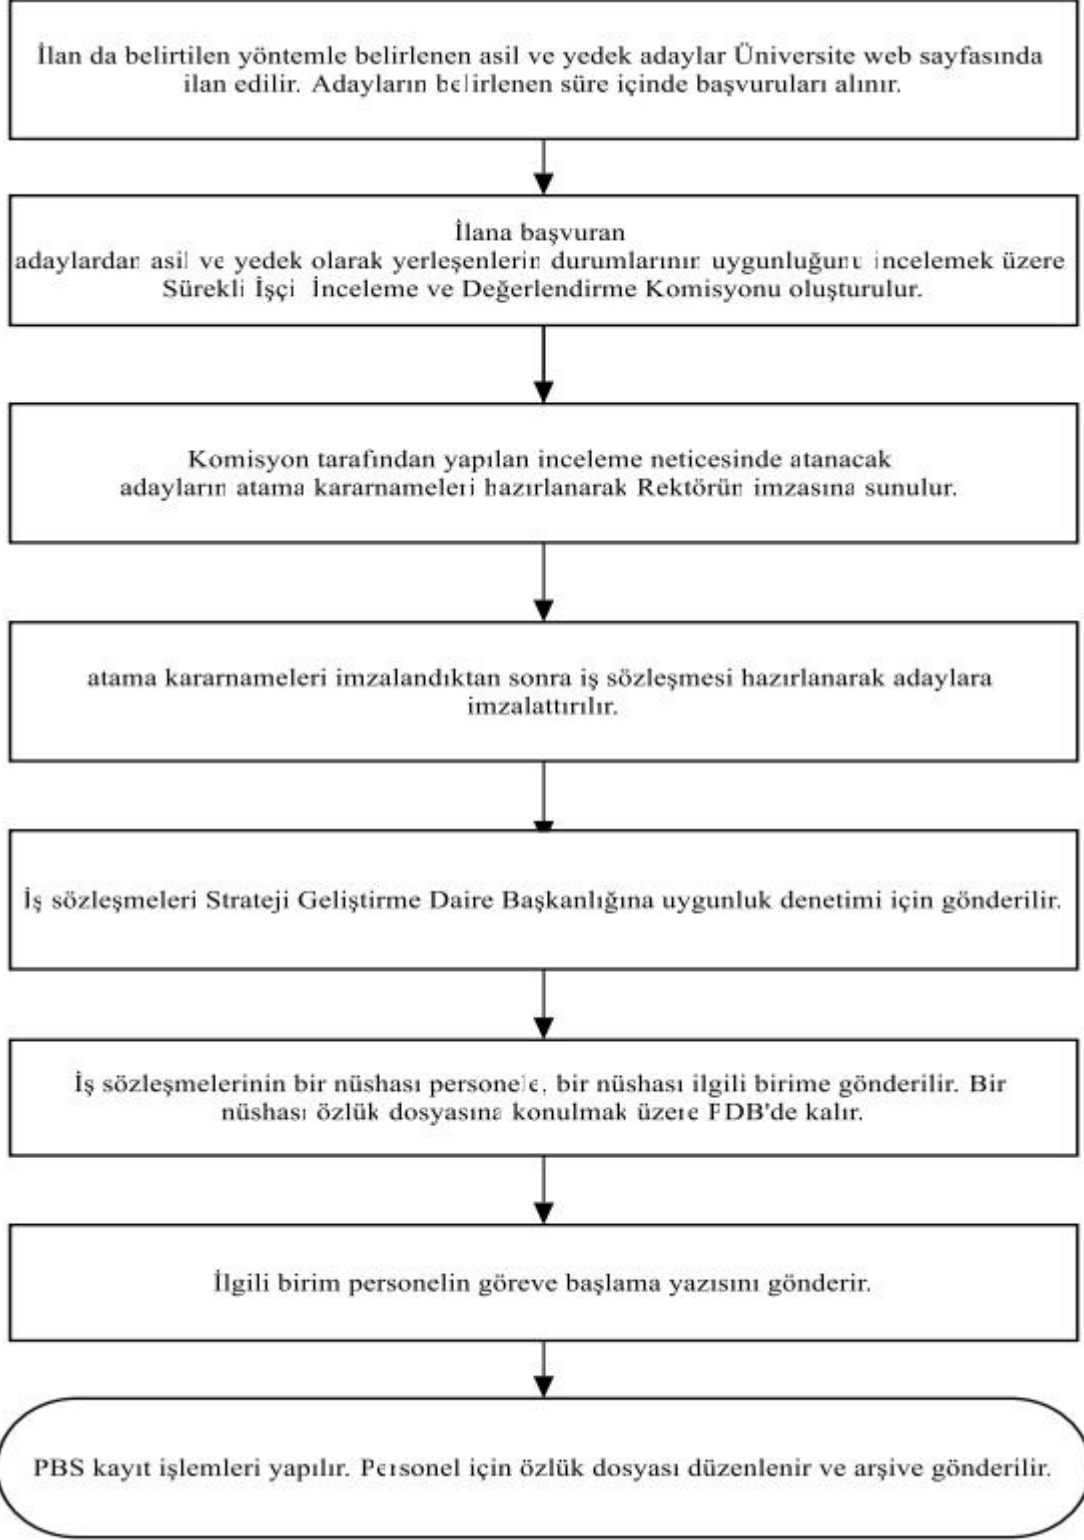 İlan da belirtilen yöntemle belirlenen asil ve yedek adaylar Üniversite web sayfasında
ilan edilir. Adayların belirlenen süre içinde başvuruları alınır.
İlana başvuran
adaylardan asil ve yedek olarak yerleşenlerin durumlarının uygunluğunu incelemek üzere
Sürekli İşçi İnceleme ve Değerlendirme Komisyonu oluşturulur.
Komisyon tarafından yapılan inceleme neticesinde atanacak
adayların atama kararnameleri hazırlanarak Rektörün imzasına sunulur.
atama kararnameleri imzalandıktan sonra iş sözleşmesi hazırlanarak adaylara
imzalattırılır.
İş sözleşmeleri Strateji Geliştirme Daire Başkanlığına uygunluk denetimi için gönderilir.
İş sözleşmelerinin bir nüshası personele, bir nüshası ilgili birime gönderilir. Bir
nüshası özlük dosyasına konulmak üzere PDB'de kalır.
İlgili birim personelin göreve başlama yazısını gönderir.
PBS kayıt işlemleri yapılır. Personel için özlük dosyası düzenlenir ve arşive gönderilir.